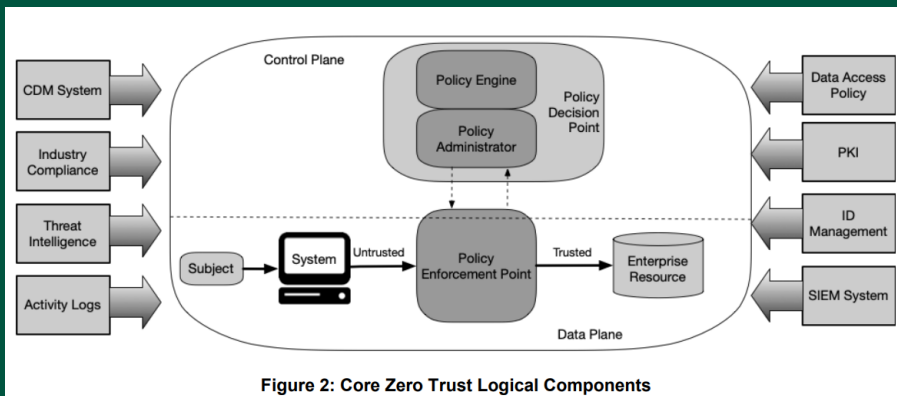 Control Plane
CDM System
Industry
Compliance
Threat
Intelligence
Activity Logs
Policy Engine
Policy
Administrator
Policy
Decision
Point
Subject
System
Untrusted
Policy
Enforcement Point
Trusted
Enterprise
Resource
Data Plane
Data Access
Policy
PKI
ID
Management
SIEM System
Figure 2: Core Zero Trust Logical Components